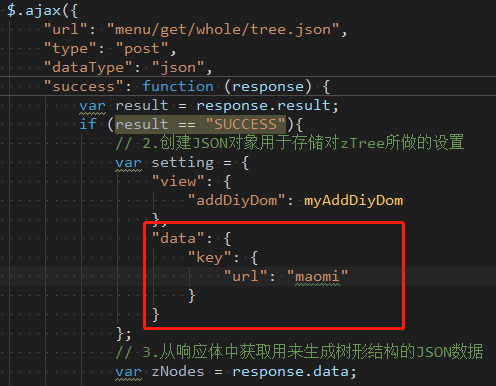 $.ajax({
"url": "menu/get/whole/tree.json",
"type": "post",
"dataType": "json",
"success": function (response) {
var result = response.result;
if (result == "SUCCESS"){
// 2.创建JSON对象用于存储对zTree所做的设置
var setting = {
"view": {
"addDiyDom": myAddDiyDom
},
"data": {
"key": {
"url": "maomi"
}
}
};
// 3.从响应体中获取用来生成树形结构的JSON数据
var zNodes = response.data;